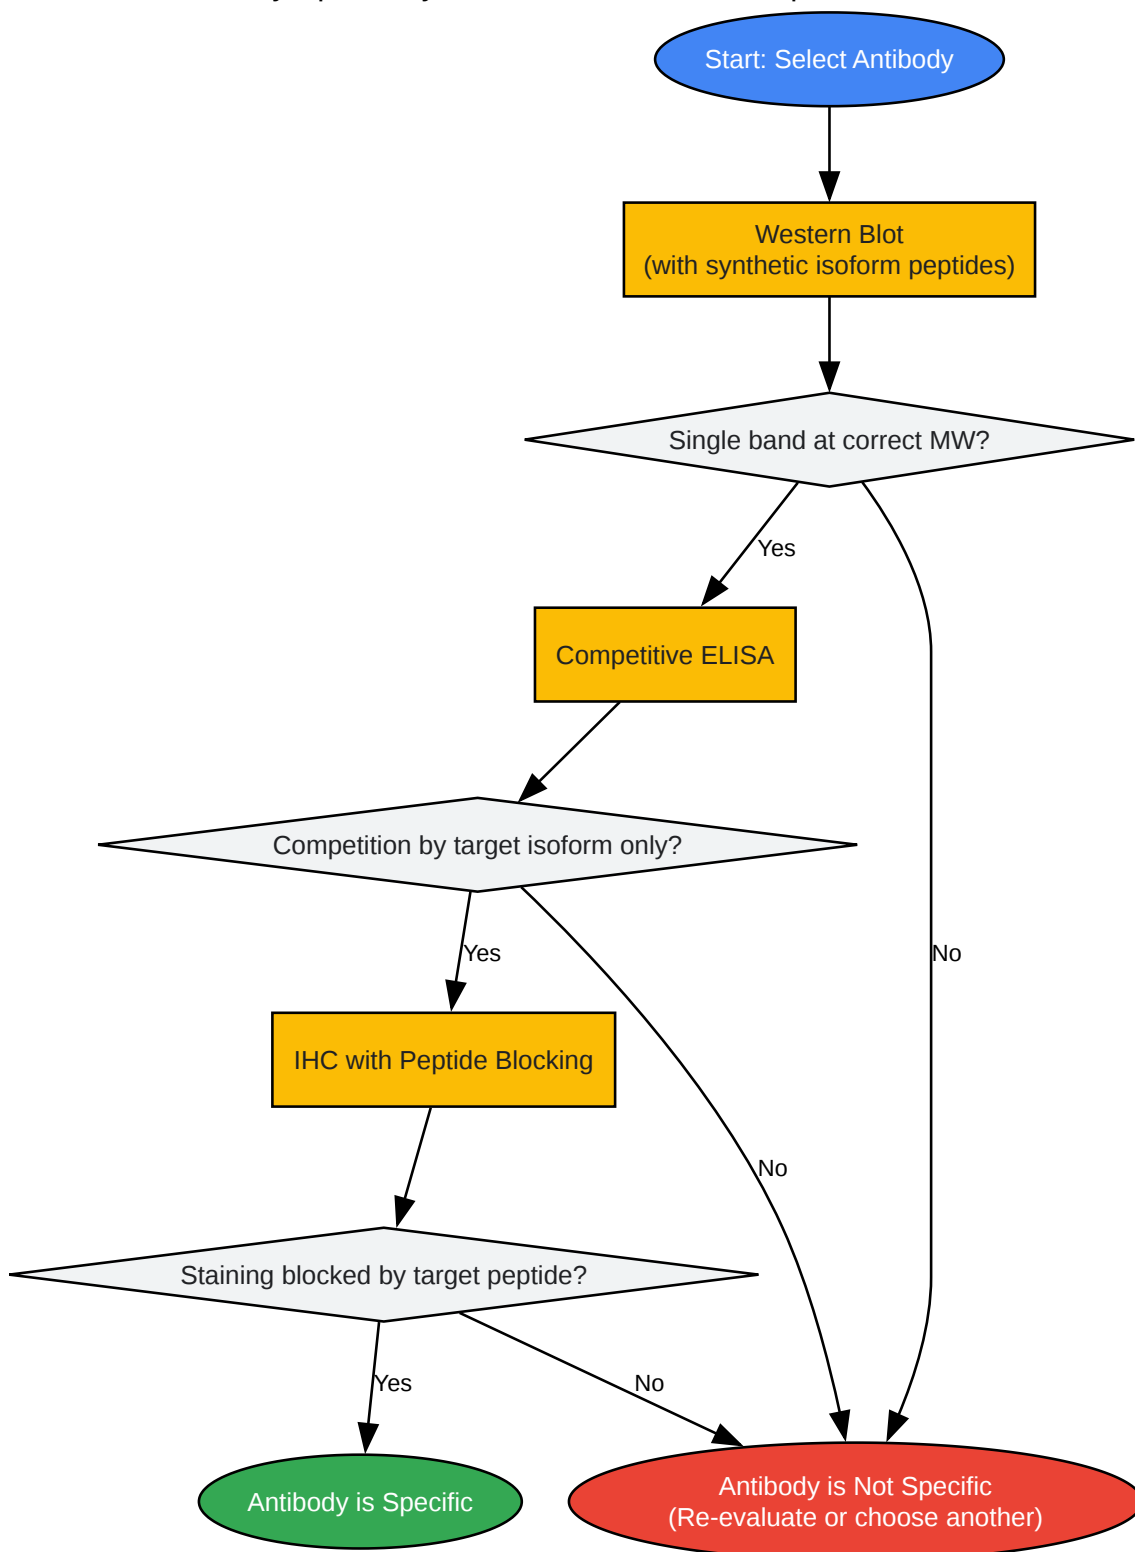 Start: Select Antibody
Western Blot
(with synthetic isoform peptides)
Single band at correct MW?
Yes
Competitive ELISA
Competition by target isoform only?
Yes
No
IHC with Peptide Blocking
No
Staining blocked by target peptide?
Yes
No
Antibody is Specific
Antibody is Not Specific
(Re-evaluate or choose another)